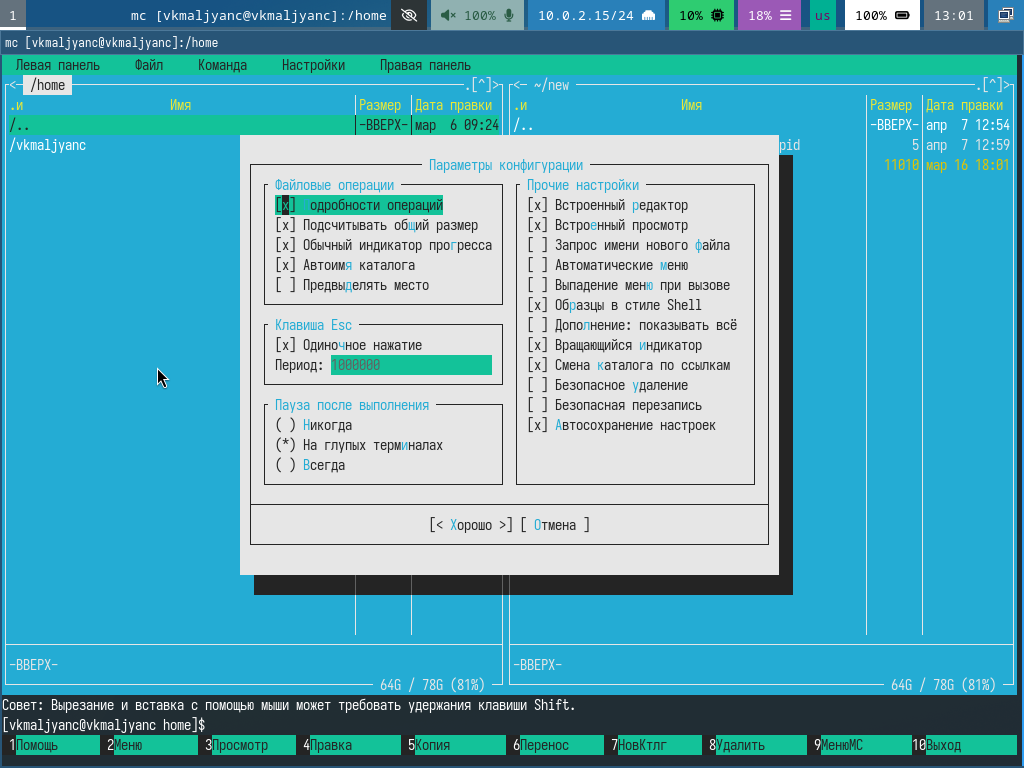 1 mc [vkmaljyanc@vkmaljyanc]:/home 100% 10.0.2.15/24 10% 18% us 100% 13:01
mc [vkmaljyanc@vkmaljyanc]:/home
Левая панель Файл Команда Настройки Правая панель
<─ /home .[^]> <─ ~/new .[^]>
.и Имя Размер Дата правки .и Имя Размер Дата правки
/.. -ВВЕРХ- мар 6 09:24 /.. -ВВЕРХ- апр 7 12:54
/vkmaljyanc pid 5 апр 7 12:59
11010 мар 16 18:01
Параметры конфигурации
Файловые операции
[x] одробности операций
[x] Подсчитывать общий размер
[x] Обычный индикатор прогресса
[x] Автоимя каталога
[ ] Предвыделять место
Клавиша Esc
[x] Одиночное нажатие
Период: 1000000
Пауза после выполнения
( ) Никогда
(*) На глупых терминалах
( ) Всегда
Прочие настройки
[x] Встроенный редактор
[x] Встроенный просмотр
[ ] Запрос имени нового файла
[ ] Автоматические меню
[ ] Выпадение меню при вызове
[x] Образцы в стиле Shell
[ ] Дополнение: показывать всё
[x] Вращающийся индикатор
[x] Смена каталога по ссылкам
[ ] Безопасное удаление
[ ] Безопасная перезапись
[x] Автосохранение настроек
[< Хорошо >] [ Отмена ]
-ВВЕРХ- -ВВЕРХ-
64G / 78G (81%) 64G / 78G (81%)
Совет: Вырезание и вставка с помощью мыши может требовать удержания клавиши Shift.
[vkmaljyanc@vkmaljyanc home]$
1Помощь 2Меню 3Просмотр 4Правка 5Копия 6Перенос 7НовКтлг 8Удалить 9МенюМС 10Выход